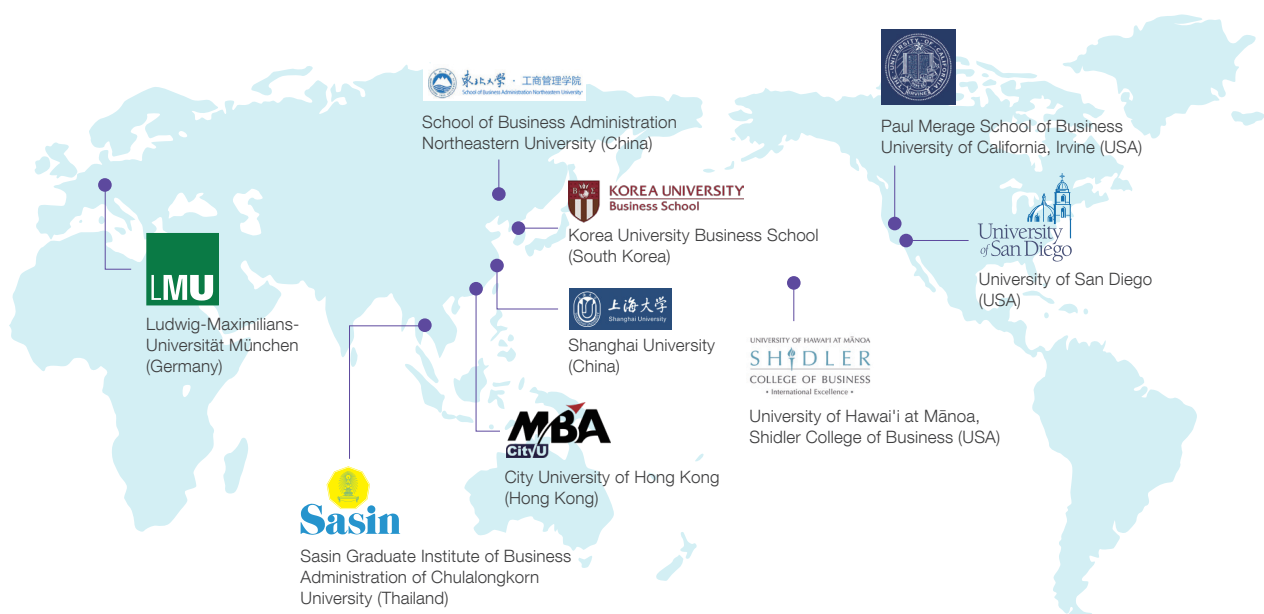 東北大学 · 工商管理学院
School of Business Administration Northeastern University
School of Business Administration
Northeastern University (China)
THE UNIVERSITY OF CALIFORNIA
IRVINE
Paul Merage School of Business
University of California, Irvine (USA)
B Σ
KOREA UNIVERSITY
Business School
Korea University Business School
(South Korea)
University
of San Diego
University of San Diego
(USA)
LMU
Ludwig-Maximilians-
Universität München
(Germany)
上海大学
Shanghai University
Shanghai University
(China)
UNIVERSITY OF HAWAI'I AT MĀNOA
SHIDLER
COLLEGE OF BUSINESS
• International Excellence •
University of Hawai'i at Mānoa,
Shidler College of Business (USA)
MBA
CityU
City University of Hong Kong
(Hong Kong)
Sasin
Sasin Graduate Institute of Business
Administration of Chulalongkorn
University (Thailand)